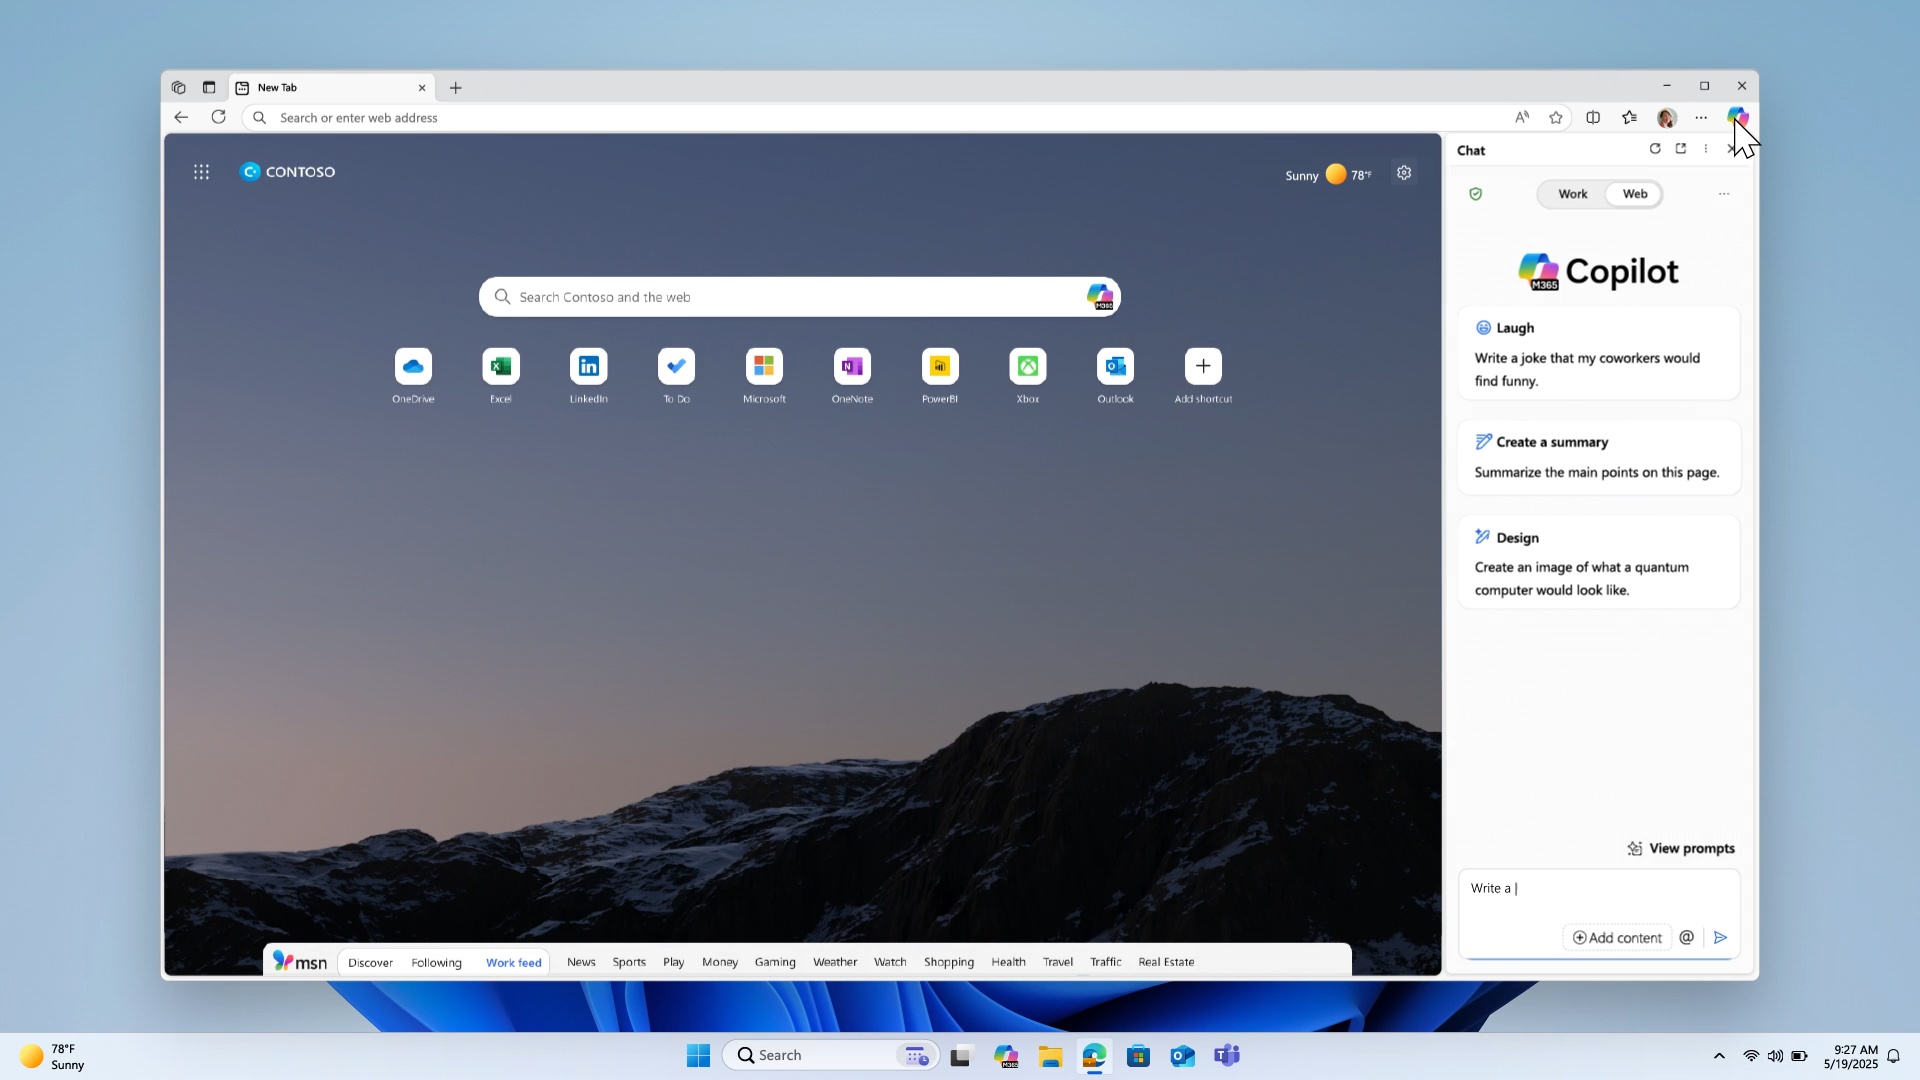 New Tab
Search or enter web address
CONTOSO
Sunny 78°F
Search Contoso and the web
M365
OneDrive
Excel
LinkedIn
To Do
Microsoft
OneNote
PowerBI
Xbox
Outlook
Add shortcut
msn
Discover
Following
Work feed
News
Sports
Play
Money
Gaming
Weather
Watch
Shopping
Health
Travel
Traffic
Real Estate
Chat
Work
Web
M365 Copilot
Laugh
Write a joke that my coworkers would
find funny.
Create a summary
Summarize the main points on this page.
Design
Create an image of what a quantum
computer would look like.
View prompts
Write a
Add content
@
78°F
Sunny
Search
M365
9:27 AM
5/19/2025